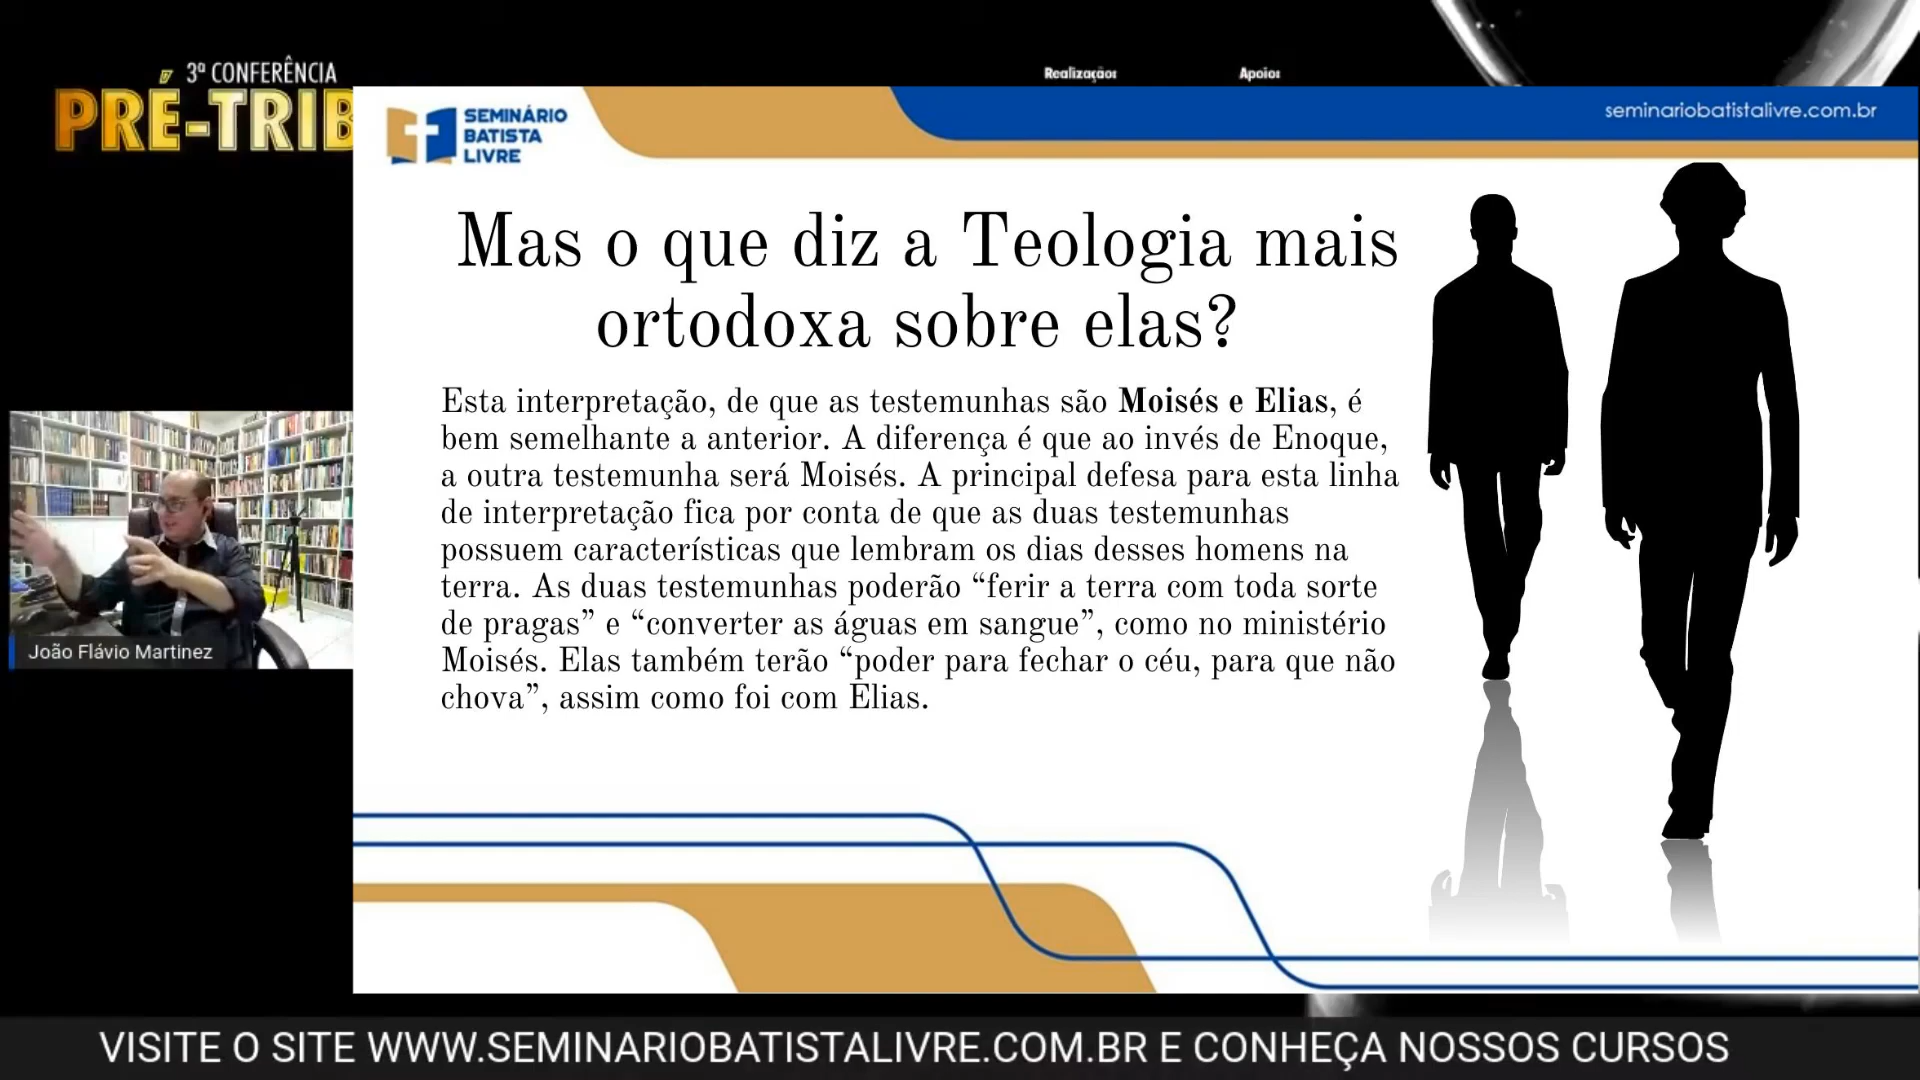 3ª CONFERÊNCIA
PRÉ-TRIB
Realização:
Apoio:
SEMINÁRIO
BATISTA
LIVRE
seminariobatistalivre.com.br
Mas o que diz a Teologia mais
ortodoxa sobre elas?
Esta interpretação, de que as testemunhas são Moisés e Elias, é
bem semelhante a anterior. A diferença é que ao invés de Enoque,
a outra testemunha será Moisés. A principal defesa para esta linha
de interpretação fica por conta de que as duas testemunhas
possuem características que lembram os dias desses homens na
terra. As duas testemunhas poderão “ferir a terra com toda sorte
de pragas” e “converter as águas em sangue”, como no ministério
Moisés. Elas também terão “poder para fechar o céu, para que não
chova”, assim como foi com Elias.
João Flávio Martinez
VISITE O SITE WWW.SEMINARIOBATISTALIVRE.COM.BR E CONHEÇA NOSSOS CURSOS